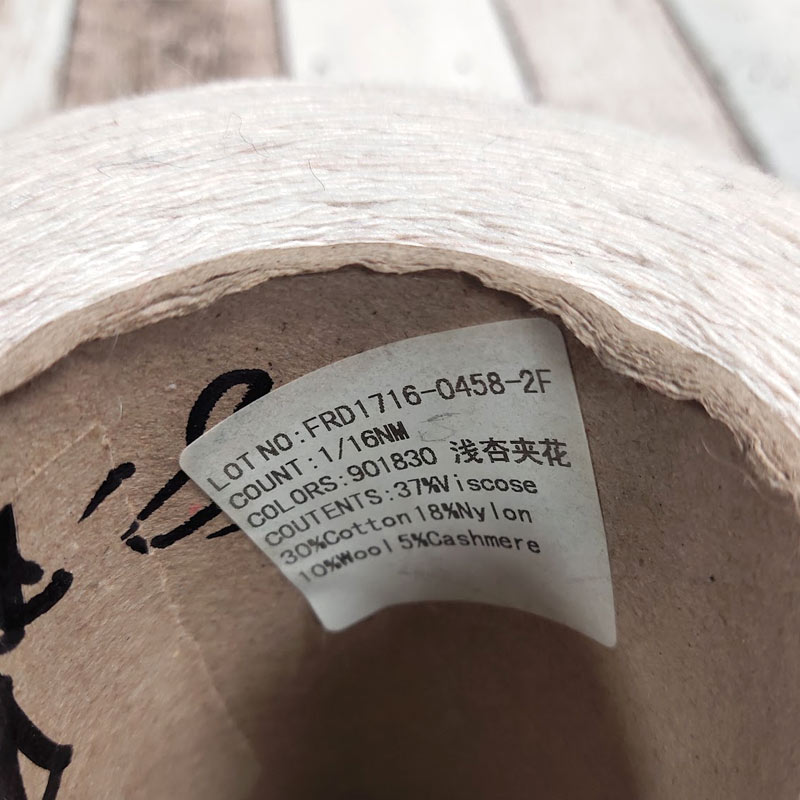 LOT NO:FRD1716-0458-2F
COUNT:1/16NM
COLORS:901830 浅杏夹花
COUTENTS:37%Viscose
30%Cotton18%Nylon
10%Wool5%Cashmere